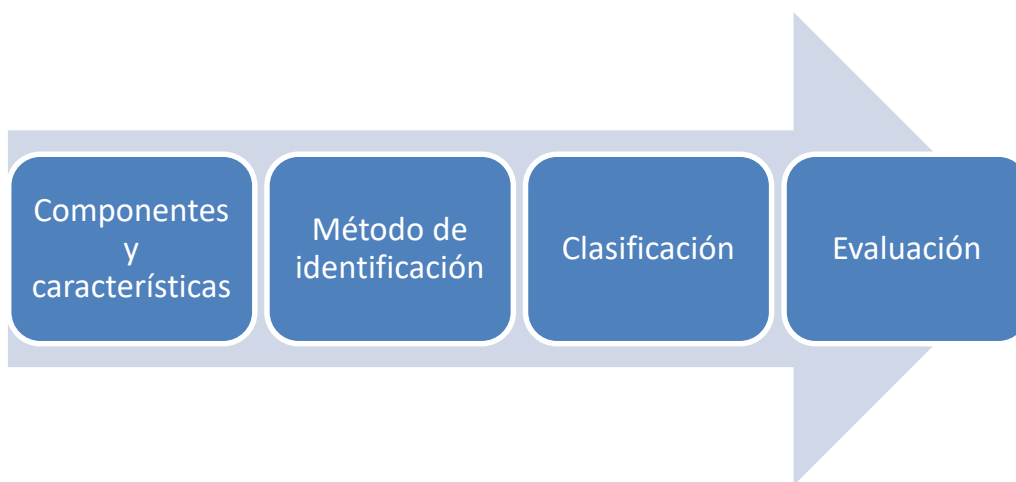 Componentes
y
características
Método de
identificación
Clasificación
Evaluación